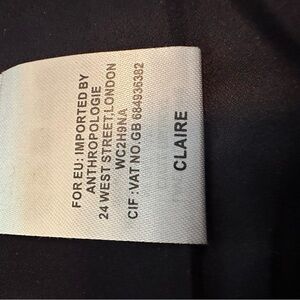 FOR EU: IMPORTED BY
ANTHROPOLOGIE
24 WEST STREET,LONDON
WC2H9NA
CIF :VAT NO.GB 684936382
CLAIRE